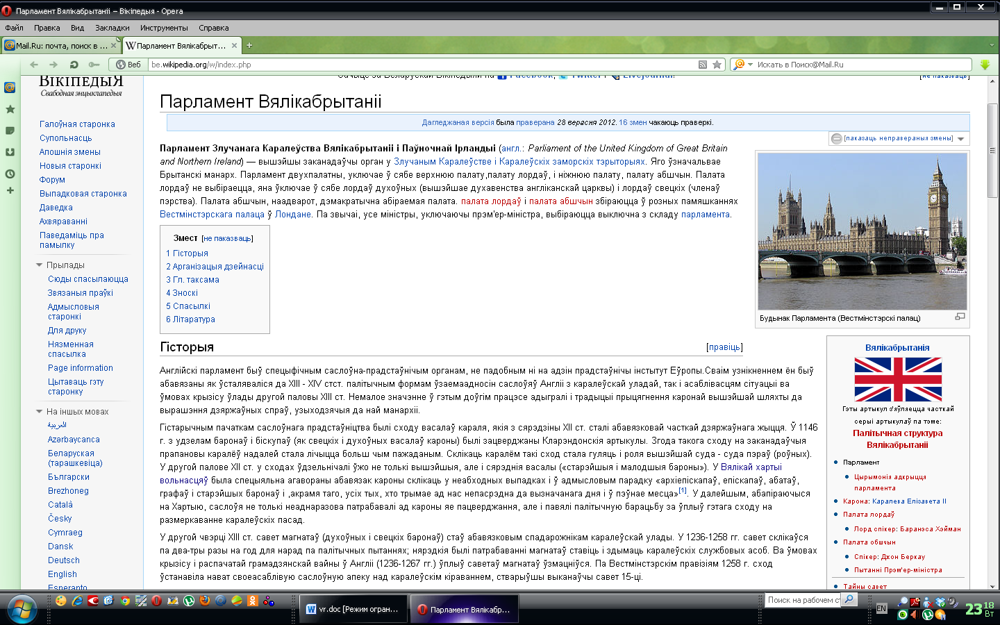 Парламент Вялікабрытаніі – Вікіпедыя - Opera
Файл Правка Вид Закладки Инструменты Справка
Mail.Ru: почта, поиск в ...
Парламент Вялікабрыт...
Веб
be.wikipedia.org/w/index.php
Искать в Поиск@Mail.Ru
Вікіпедыя
Свабодная энцыклапедыя
Галоўная старонка
Супольнасць
Апошнія змены
Новыя старонкі
Форум
Выпадковая старонка
Даведка
Ахвяраванні
Паведаміць пра
памылку
Прылады
Сюды спасылаюцца
Звязаныя праўкі
Адмысловыя
старонкі
Для друку
Нязменная
спасылка
Page information
Цытаваць гэту
старонку
На іншых мовах
العربية
Azərbaycanca
Беларуская
(тарашкевіца)
Български
Brezhoneg
Català
Česky
Cymraeg
Dansk
Deutsch
English
Esperanto
Сачыце за Беларускай Вікіпедыяй на Facebook, Twitter і Livejournal!
[не паказваць]
Парламент Вялікабрытаніі
Дагледжаная версія была праверана 28 верасня 2012. 16 змен чакаюць праверкі.
[паказаць неправераныя змены]
Парламент Злучанага Каралеўства Вялікабрытаніі і Паўночнай Ірландыі (англ.: Parliament of the United Kingdom of Great Britain
and Northern Ireland) — вышэйшы заканадаўчы орган у Злучаным Каралеўстве і Каралеўскіх заморскіх тэрыторыях. Яго ўзначальвае
Брытанскі манарх. Парламент двухпалатны, уключае ў сябе верхнюю палату,палату лордаў, і ніжнюю палату, палату абшчын. Палата
лордаў не выбіраецца, яна ўключае ў сябе лордаў духоўных (вышэйшае духавенства англіканскай царквы) і лордаў свецкіх (членаў
пэрства). Палата абшчын, наадварот, дэмакратычна абіраемая палата. палата лордаў і палата абшчын збіраюцца ў розных памяшканнях
Вестмінстэрскага палаца ў Лондане. Па звычаі, усе міністры, уключаючы прэм'ер-міністра, выбіраюцца выключна з складу парламента.
Змест [не паказваць]
1 Гісторыя
2 Арганізацыя дзейнасці
3 Гл. таксама
4 Зноскі
5 Спасылкі
6 Літаратура
Будынак Парламента (Вестмінстэрскі палац)
Гісторыя
[правіць]
Англійскі парламент быў спецыфічным саслоўна-прадстаўнічым органам, не падобным ні на адзін прадстаўнічы інстытут Еўропы.Сваім узнікненнем ён быў
абавязаны як ўсталяваліся да XIII - XIV стст. палітычным формам ўзаемаадносін саслоўяў Англіі з каралеўскай уладай, так і асаблівасцям сітуацыі ва
ўмовах крызісу ўлады другой паловы XIII ст. Немалое значэнне ў гэтым доўгім працэсе адыгралі і традыцыі прыцягнення каронай вышэйшай шляхты да
вырашэння дзяржаўных спраў, узыходзячыя да най манархіі.
Гістарычным пачаткам саслоўнага прадстаўніцтва былі сходу васалаў караля, якія з сярэдзіны XII ст. сталі абавязковай часткай дзяржаўнага жыцця. Ў 1146
г. з удзелам баронаў і біскупаў (як свецкіх і духоўных васалаў кароны) былі зацверджаны Кларэндонскія артыкулы. Згода такога сходу на заканадаўчыя
прапановы каралёў надалей стала лічыцца больш чым пажаданым. Склікаць каралём такі сход стала гуляць і роля вышэйшай суда - суда пэраў (роўных).
У другой палове XII ст. у сходах ўдзельнічалі ўжо не толькі вышэйшыя, але і сярэднія васалы («старэйшыя і малодшыя бароны»). У Вялікай хартыі
вольнасцяў была спецыяльна агавораны абавязак кароны склікаць у неабходных выпадках і ў адмысловым парадку «архіепіскапаў, епіскапаў, абатаў,
графаў і старэйшых баронаў і ,акрамя таго, усіх тых, хто трымае ад нас непасрэдна да вызначанага дня і ў пэўнае месца»[1]. У далейшым, абапіраючыся
на Хартыю, саслоўя не толькі неаднаразова патрабавалі ад кароны яе пацверджання, але і павялі палітычную барацьбу за ўплыў гэтага сходу на
размеркаванне каралеўскіх пасад.
У другой чвэрці XIII ст. савет магнатаў (духоўных і свецкіх баронаў) стаў абавязковым спадарожнікам каралеўскай улады. У 1236-1258 гг. савет склікаўся
па два-тры разы на год для нарад па палітычных пытаннях; нярэдкія былі патрабаванні магнатаў ставіць і здымаць каралеўскіх службовых асоб. Ва ўмовах
крызісу і распачатай грамадзянскай вайны ў Англіі (1236-1267 гг.) ўплыў саветаў магнатаў ўзмацніўся. Па Вестмінстэрскім правізіям 1258 г. сход
ўстанавіла нават своеасаблівую саслоўную апеку над каралеўскім кіраваннем, стварыўшы выканаўчы савет 15-ці.
Вялікабрытанія
Гэты артыкул з'яўляецца часткай
серыі артыкулаў па тэме:
Палітычная структура
Вялікабрытаніі
Парламент
Цырымонія адкрыцця
парламента
Карона: Каралева Елізавета II
Палата лордаў
Лорд спікер: Баранэса Хэйман
Палата обшчын
Спікер: Джон Беркау
Пытанні Прэм'ер-міністра
Тайны савет
vr.doc [Режим огран...
Парламент Вялікабр...
Поиск на рабочем ст
EN
23 18
Вт